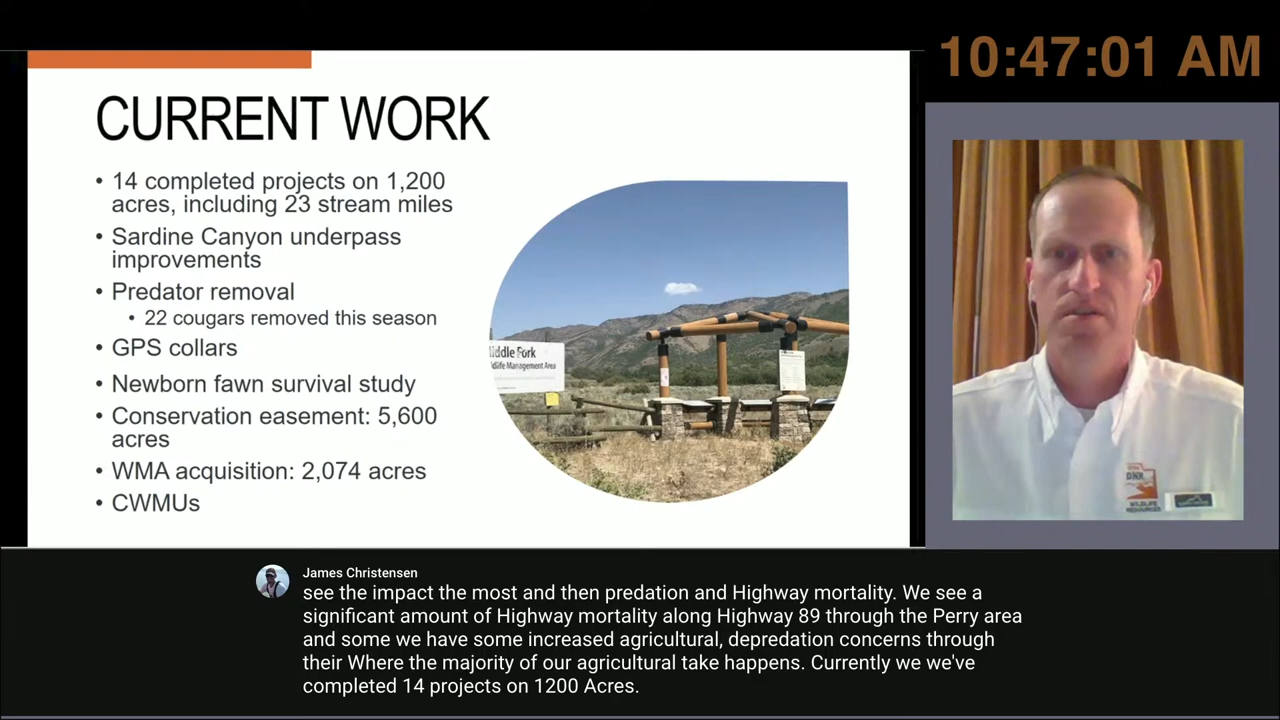 10:47:01 AM
CURRENT WORK
• 14 completed projects on 1,200
acres, including 23 stream miles
• Sardine Canyon underpass
improvements
• Predator removal
• 22 cougars removed this season
• GPS collars
• Newborn fawn survival study
• Conservation easement: 5,600
acres
• WMA acquisition: 2,074 acres
• CWMUs
iddle Fork
ldlife Management Area
DNR
WILDLIFE
RESOURCES
James Christensen
see the impact the most and then predation and Highway mortality. We see a
significant amount of Highway mortality along Highway 89 through the Perry area
and some we have some increased agricultural, depredation concerns through
their Where the majority of our agricultural take happens. Currently we we've
completed 14 projects on 1200 Acres.